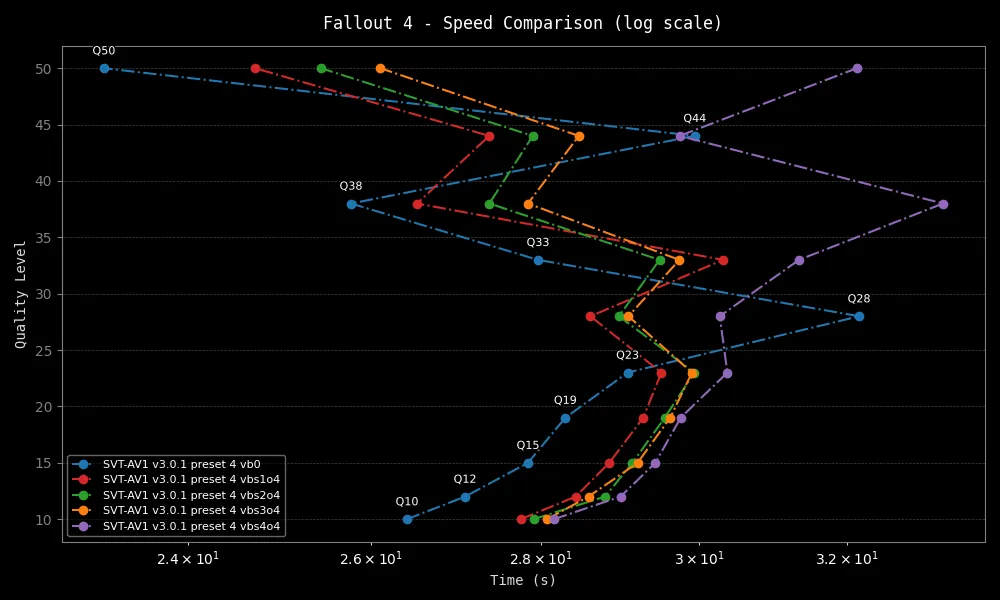 Fallout 4 - Speed Comparison (log scale)
Q50
50
Q44
45
40
Q38
35
Q33
Quality Level
30
Q28
25
Q23
20
Q19
Q15
15
Q12
Q10
10
SVT-AV1 v3.0.1 preset 4 vb0
SVT-AV1 v3.0.1 preset 4 vbs1o4
SVT-AV1 v3.0.1 preset 4 vbs2o4
SVT-AV1 v3.0.1 preset 4 vbs3o4
SVT-AV1 v3.0.1 preset 4 vbs4o4
2.4 × 10¹ 2.6 × 10¹ 2.8 × 10¹ 3 × 10¹ 3.2 × 10¹
Time (s)